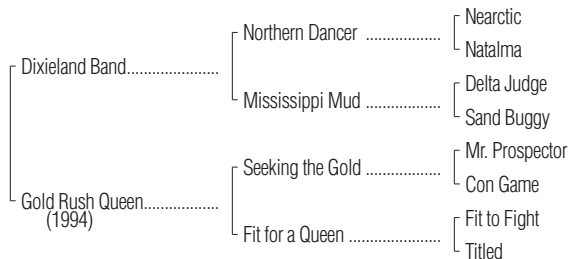 Nearctic
Northern Dancer ..................
Natalma
Dixieland Band......................
Delta Judge
Mississippi Mud ..................
Sand Buggy
Mr. Prospector
Seeking the Gold ..................
Con Game
Gold Rush Queen..................
(1994)
Fit to Fight
Fit for a Queen ......................
Titled